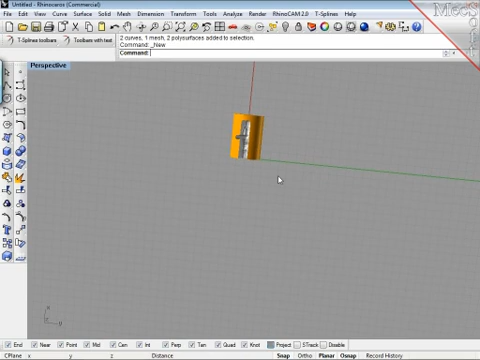 Untitled - Rhinoceros (Commercial)
File Edit View Curve Surface Solid Mesh Dimension Transform Tools Analyze Render RhinoCAM 2.0 T-Splines Help
T-Splines toolbars Toolbars with text
2 curves, 1 mesh, 2 polysurfaces added to selection.
Command: _New
Command:
Perspective
End Near Point Mid Cen Int Perp Tan Quad Knot Project STrack Disable
CPlane x y z Distance Snap Ortho Planar Osnap Record History